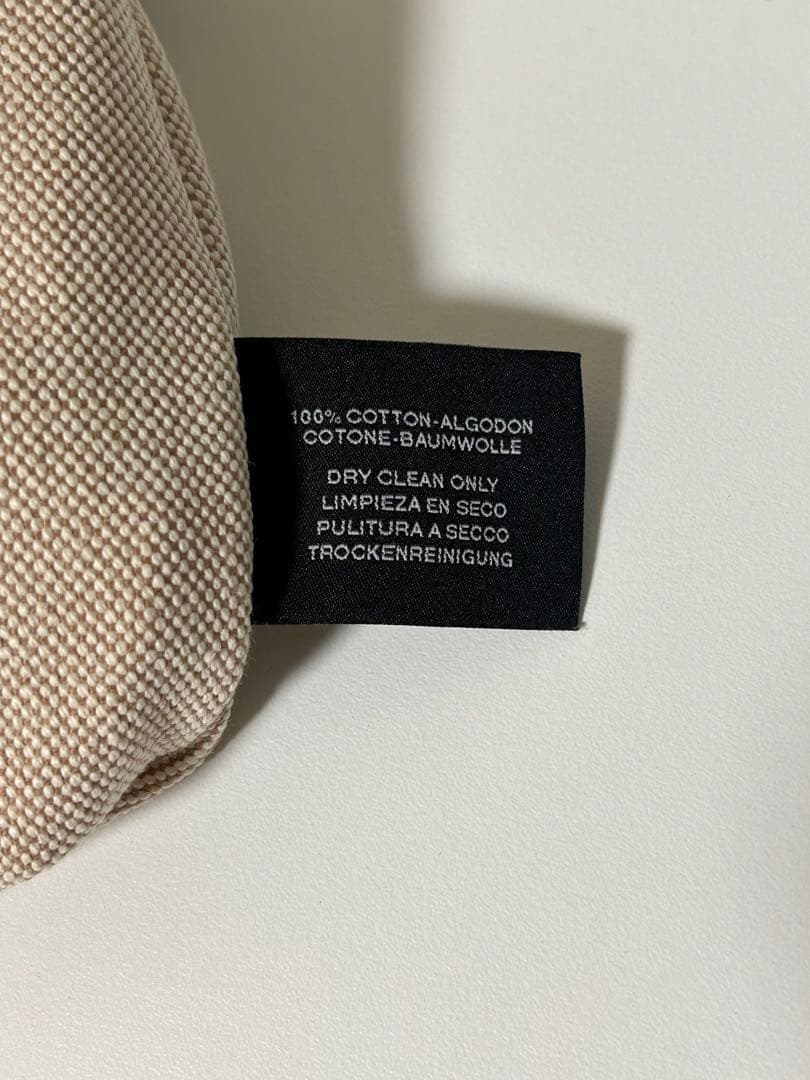 100% COTTON-ALGODON
COTONE-BAUMWOLLE
DRY CLEAN ONLY
LIMPIEZA EN SECO
PULITURA A SECCO
TROCKENREINIGUNG